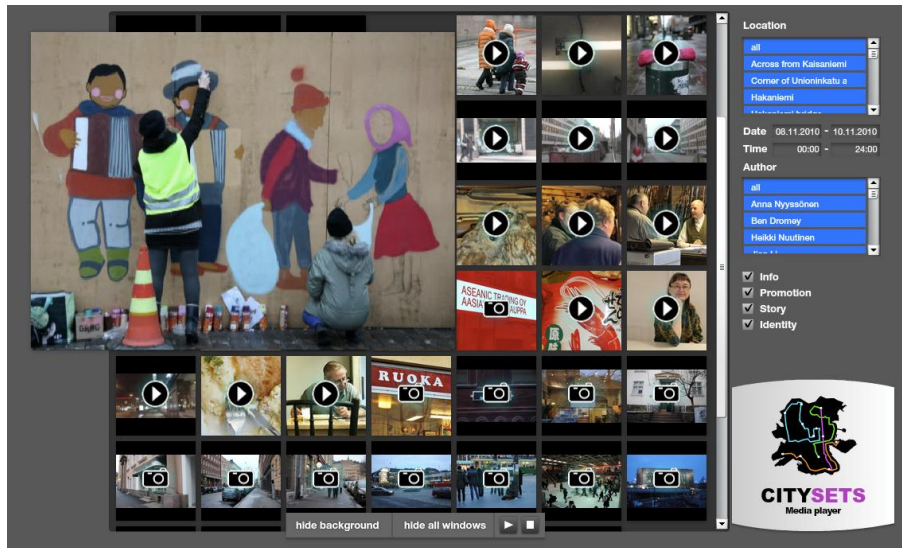 Location
all
Across from Kaisaniemi
Corner of Unioninkatu a
Hakaniemi
Date 08.11.2010 - 10.11.2010
Time 00:00 - 24:00
Author
all
Anna Nyyssönen
Ben Dromey
Heikki Nuutinen
Info
Promotion
Story
Identity
ASEANIC TRADING OY
RUOKA
hide background
hide all windows
CITYSETS
Media player